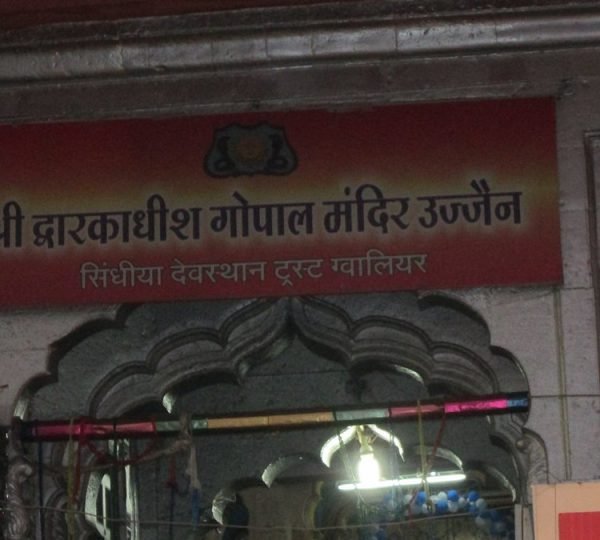 श्री द्वारकाधीश गोपाल मंदिर उज्जैन
सिंधीया देवस्थान ट्रस्ट ग्वालियर